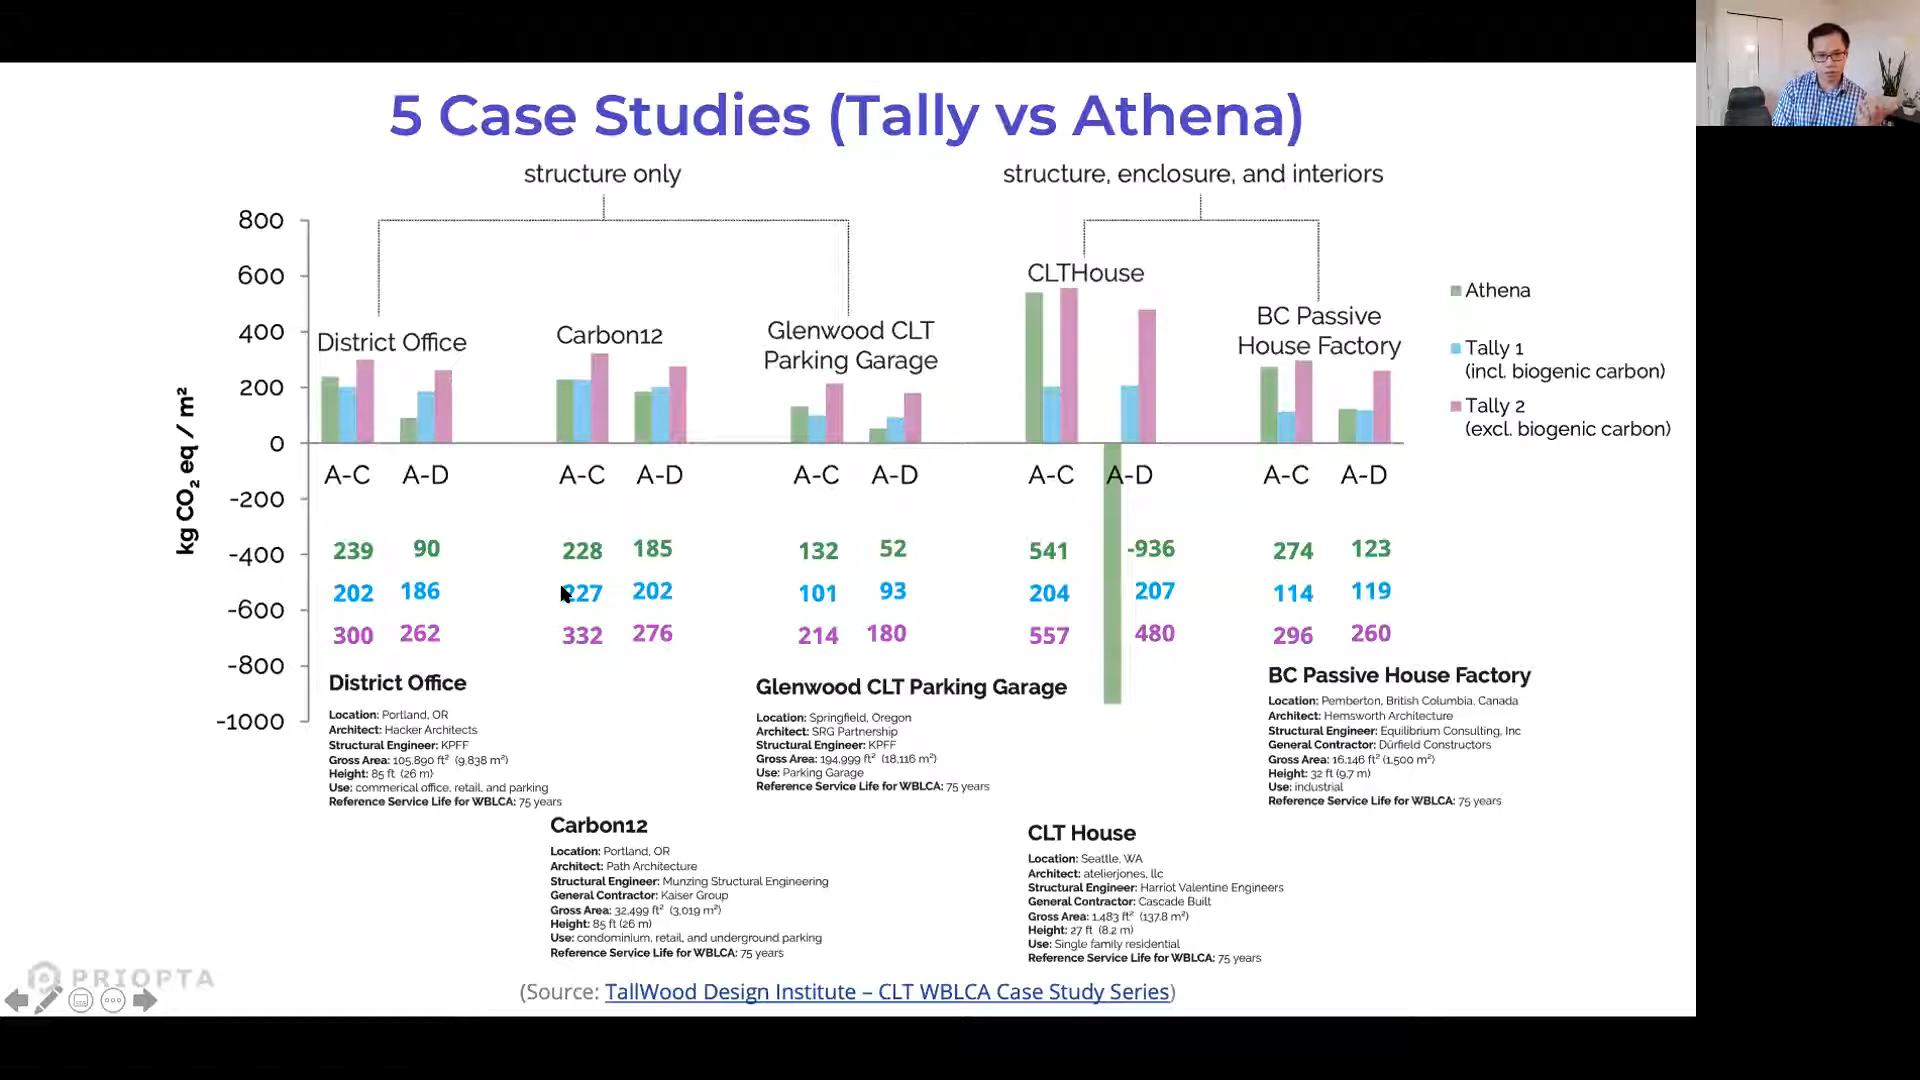 5 Case Studies (Tally vs Athena)
structure only
structure, enclosure, and interiors
800
600
400
200
0
-200
-400
-600
-800
-1000
kg CO₂ eq / m²
District Office
Carbon12
Glenwood CLT
Parking Garage
CLTHouse
BC Passive
House Factory
Athena
Tally 1
(incl. biogenic carbon)
Tally 2
(excl. biogenic carbon)
A-C A-D A-C A-D A-C A-D A-C A-D A-C A-D
239 90 228 185 132 52 541 -936 274 123
202 186 227 202 101 93 204 207 114 119
300 262 332 276 214 180 557 480 296 260
District Office
Location: Portland, OR
Architect: Hacker Architects
Structural Engineer: KPFF
Gross Area: 105,890 ft² (9,838 m²)
Height: 85 ft (26 m)
Use: commerical office, retail, and parking
Reference Service Life for WBLCA: 75 years
Carbon12
Location: Portland, OR
Architect: Path Architecture
Structural Engineer: Munzing Structural Engineering
General Contractor: Kaiser Group
Gross Area: 32,499 ft² (3,019 m²)
Height: 85 ft (26 m)
Use: condominium, retail, and underground parking
Reference Service Life for WBLCA: 75 years
Glenwood CLT Parking Garage
Location: Springfield, Oregon
Architect: SRG Partnership
Structural Engineer: KPFF
Gross Area: 194,999 ft² (18,116 m²)
Use: Parking Garage
Reference Service Life for WBLCA: 75 years
CLT House
Location: Seattle, WA
Architect: atelierjones, llc
Structural Engineer: Harriot Valentine Engineers
General Contractor: Cascade Built
Gross Area: 1,483 ft² (137.8 m²)
Height: 27 ft (8.2 m)
Use: Single family residential
Reference Service Life for WBLCA: 75 years
BC Passive House Factory
Location: Pemberton, British Columbia, Canada
Architect: Hemsworth Architecture
Structural Engineer: Equilibrium Consulting, Inc
General Contractor: Dürfield Constructors
Gross Area: 16,146 ft² (1,500 m²)
Height: 32 ft (9.7 m)
Use: industrial
Reference Service Life for WBLCA: 75 years
PRIOPTA
(Source: TallWood Design Institute – CLT WBLCA Case Study Series)